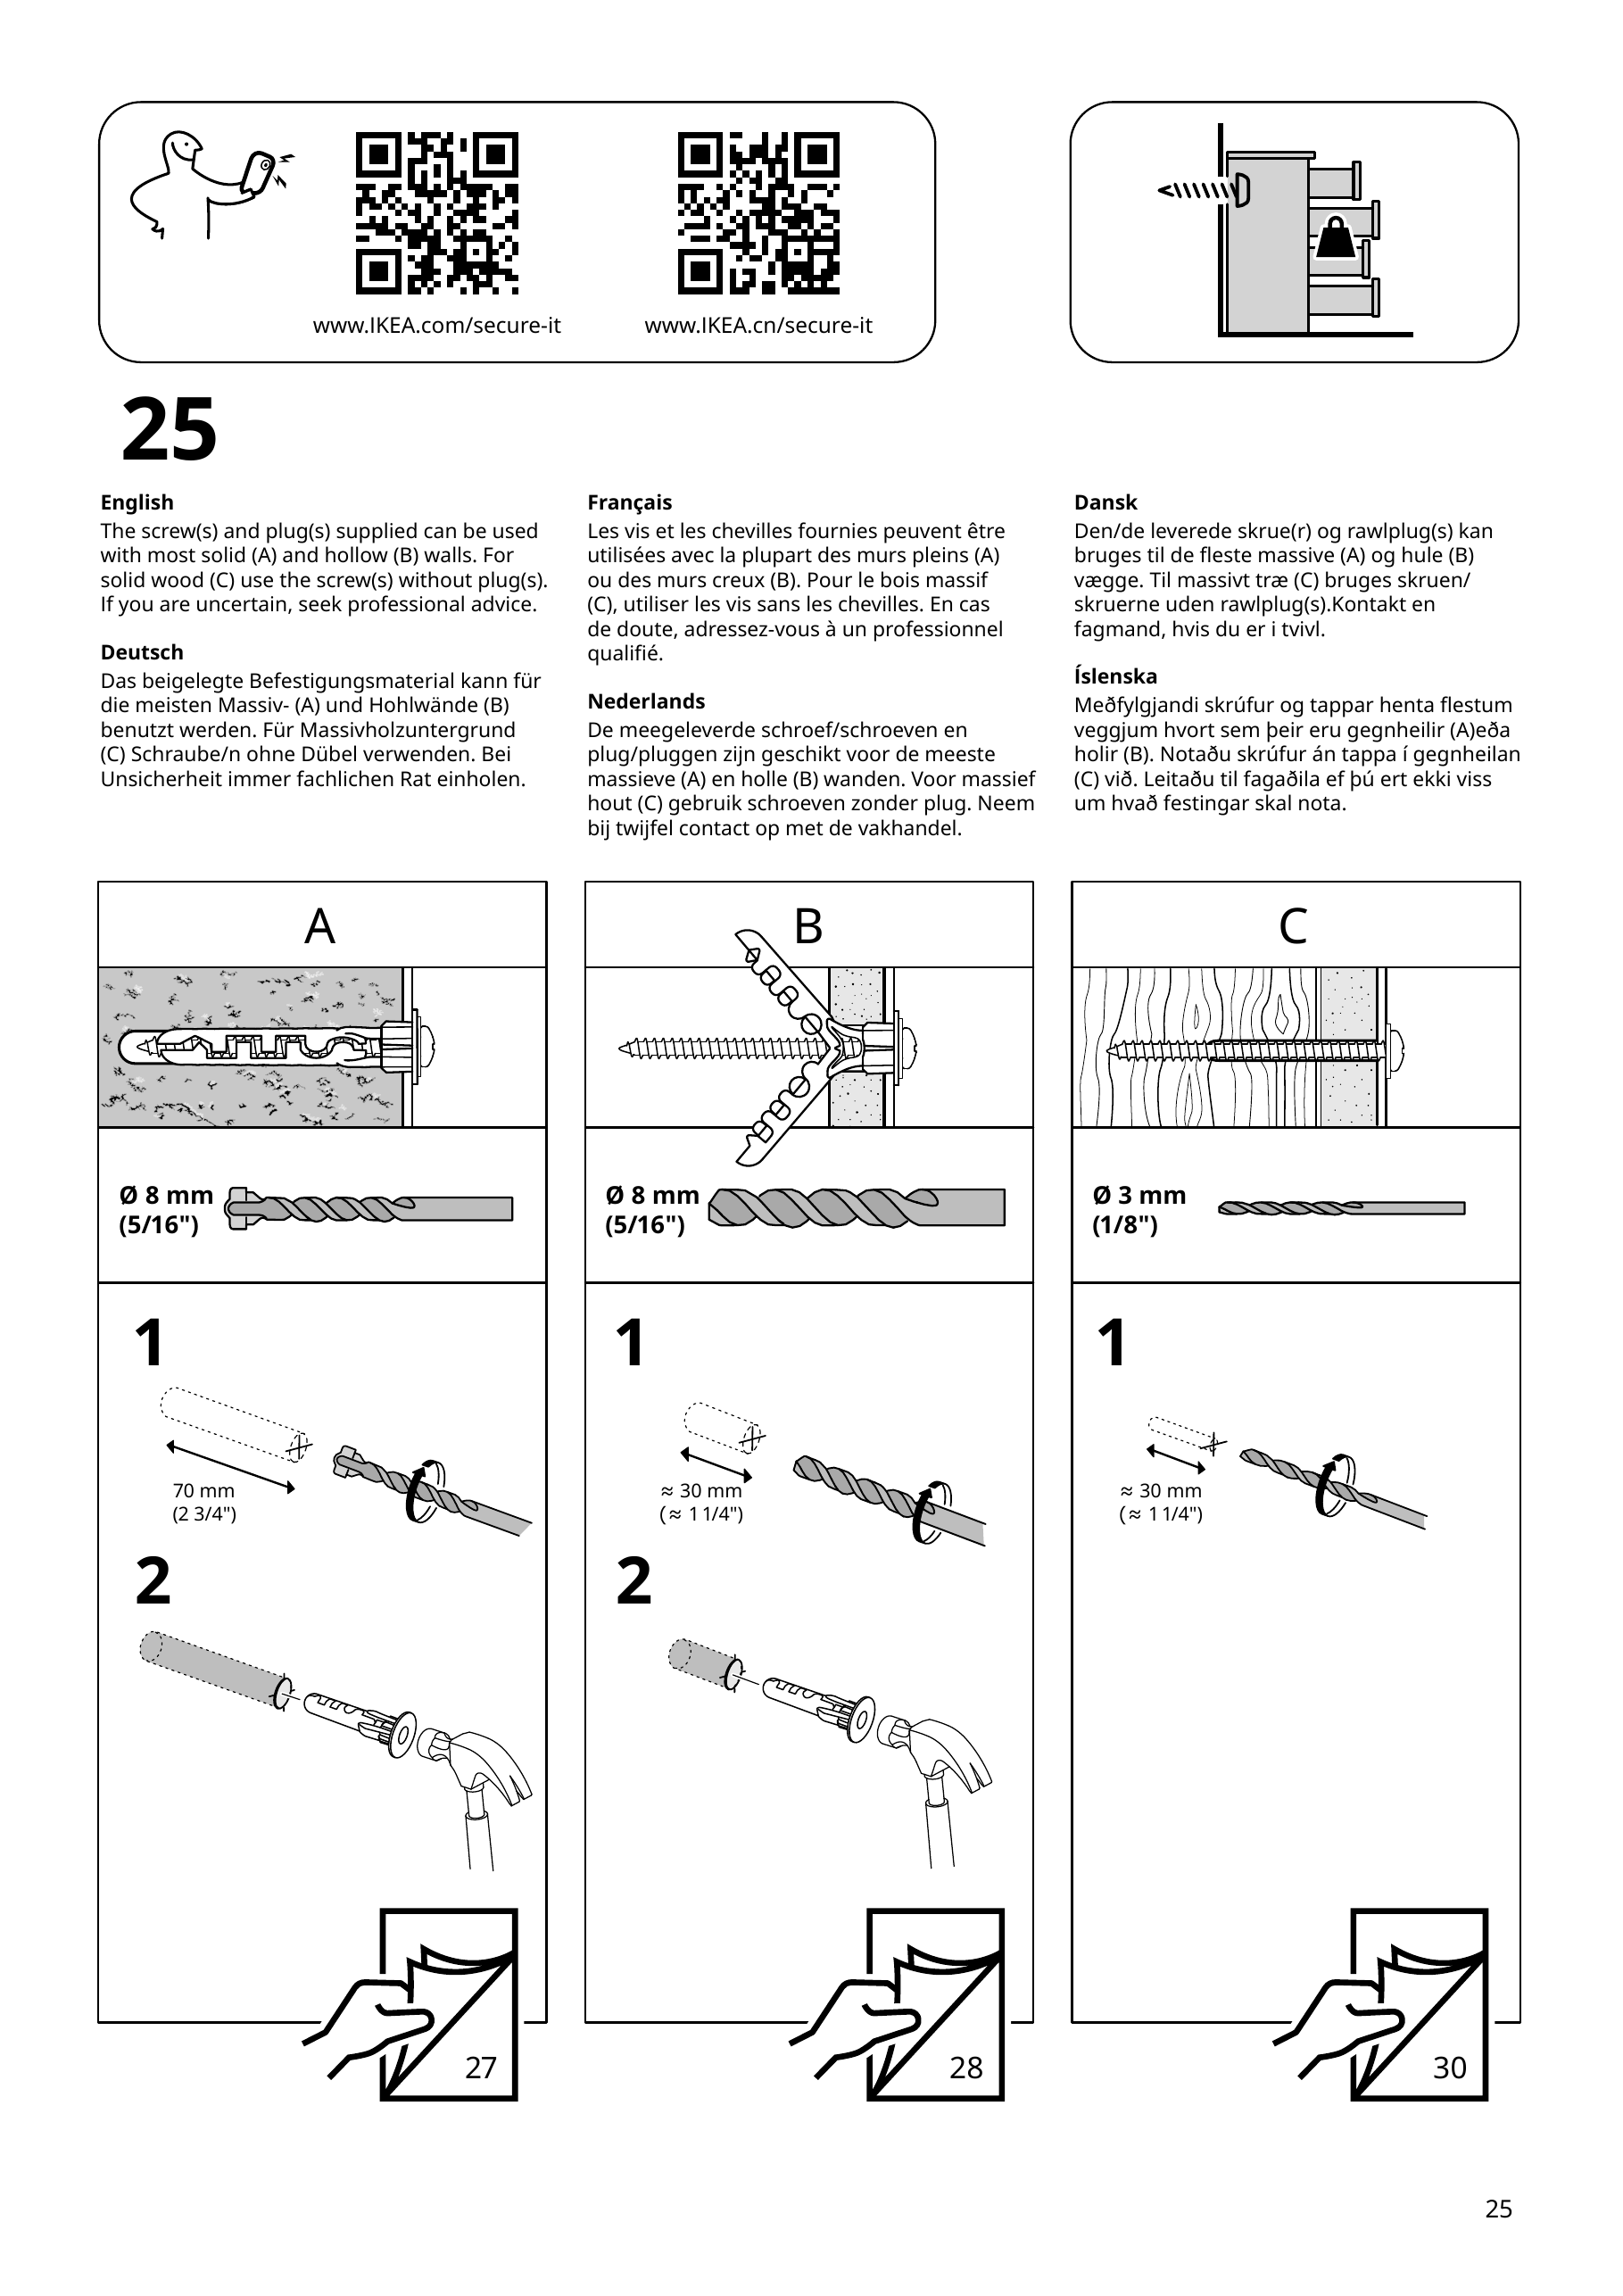 www.IKEA.com/secure-it
www.IKEA.cn/secure-it
25
English
The screw(s) and plug(s) supplied can be used
with most solid (A) and hollow (B) walls. For
solid wood (C) use the screw(s) without plug(s).
If you are uncertain, seek professional advice.
Deutsch
Das beigelegte Befestigungsmaterial kann für
die meisten Massiv- (A) und Hohlwände (B)
benutzt werden. Für Massivholzuntergrund
(C) Schraube/n ohne Dübel verwenden. Bei
Unsicherheit immer fachlichen Rat einholen.
Français
Les vis et les chevilles fournies peuvent être
utilisées avec la plupart des murs pleins (A)
ou des murs creux (B). Pour le bois massif
(C), utiliser les vis sans les chevilles. En cas
de doute, adressez-vous à un professionnel
qualifié.
Nederlands
De meegeleverde schroef/schroeven en
plug/pluggen zijn geschikt voor de meeste
massieve (A) en holle (B) wanden. Voor massief
hout (C) gebruik schroeven zonder plug. Neem
bij twijfel contact op met de vakhandel.
Dansk
Den/de leverede skrue(r) og rawlplug(s) kan
bruges til de fleste massive (A) og hule (B)
vægge. Til massivt træ (C) bruges skruen/
skruerne uden rawlplug(s).Kontakt en
fagmand, hvis du er i tvivl.
Íslenska
Meðfylgjandi skrúfur og tappar henta flestum
veggjum hvort sem þeir eru gegnheilir (A)eða
holir (B). Notaðu skrúfur án tappa í gegnheilan
(C) við. Leitaðu til fagaðila ef þú ert ekki viss
um hvað festingar skal nota.
A
Ø 8 mm
(5/16")
1
70 mm
(2 3/4")
2
27
B
Ø 8 mm
(5/16")
1
≈ 30 mm
(≈ 1 1/4")
2
28
C
Ø 3 mm
(1/8")
1
≈ 30 mm
(≈ 1 1/4")
30
25